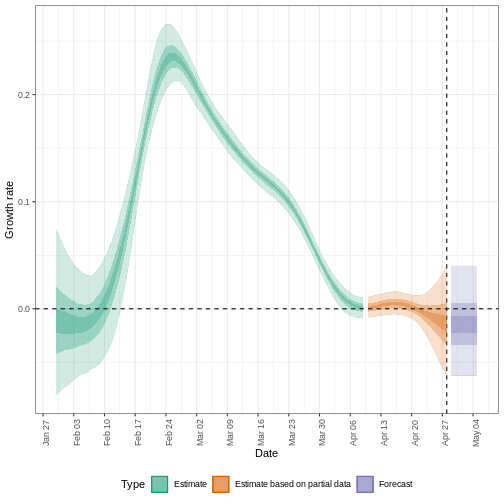 Growth rate
0.2
0.1
0.0
Jan 27
Feb 03
Feb 10
Feb 17
Feb 24
Mar 02
Mar 09
Mar 16
Mar 23
Mar 30
Apr 06
Apr 13
Apr 20
Apr 27
May 04
Date
Type Estimate Estimate based on partial data Forecast